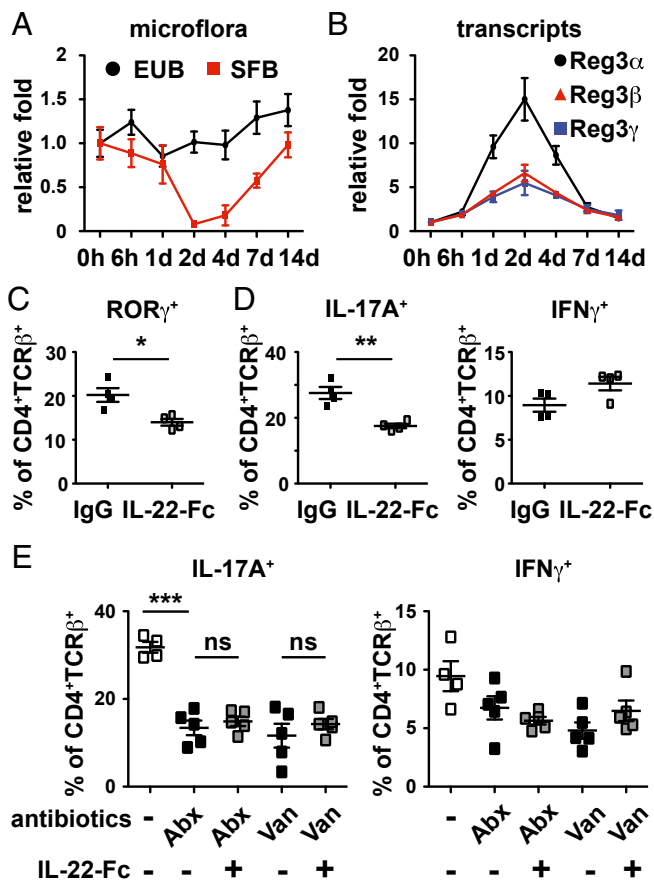 A
microflora
EUB
SFB
relative fold
1.5
1.0
0.5
0
0h 6h 1d 2d 4d 7d 14d
2
B
transcripts
Reg3α
Reg3β
Reg3γ
relative fold
20
15
10
5
0
0h 6h 1d 2d 4d 7d 14d
C
RORγ+
*
% of CD4+TCRβ+
30
20
10
0
IgG IL-22-Fc
D
IL-17A+
**
% of CD4+TCRβ+
40
20
0
IgG IL-22-Fc
IFNγ+
15
10
5
0
IgG IL-22-Fc
E
IL-17A+
*** ns ns
% of CD4+TCRβ+
40
20
0
IFNγ+
% of CD4+TCRβ+
15
10
5
0
antibiotics - Abx Abx Van Van - Abx Abx Van Van
IL-22-Fc - - + - + - - + - +